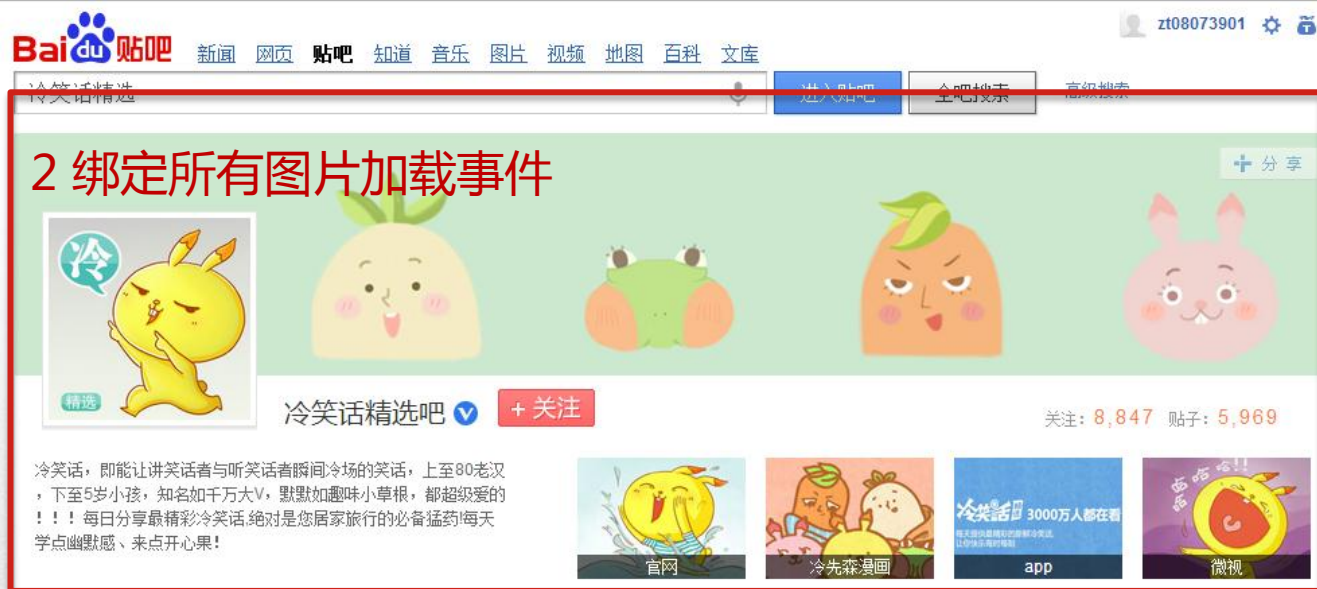 Bai du 贴吧 新闻 网页 贴吧 知道 音乐 图片 视频 地图 百科 文库
zt08073901
冷笑话精选 进入贴吧 全吧搜索 高级搜索
2 绑定所有图片加载事件
分享
冷
精选
冷笑话精选吧 V +关注
关注：8,847 贴子：5,969
冷笑话，即能让讲笑话者与听笑话者瞬间冷场的笑话，上至80老汉
，下至5岁小孩，知名如千万大V，默默如趣味小草根，都超级爱的
！！！每日分享最精彩冷笑话,绝对是您居家旅行的必备猛药!每天
学点幽默感、来点开心果!
官网
冷先森漫画
冷笑话 3000万人都在看
app
微视